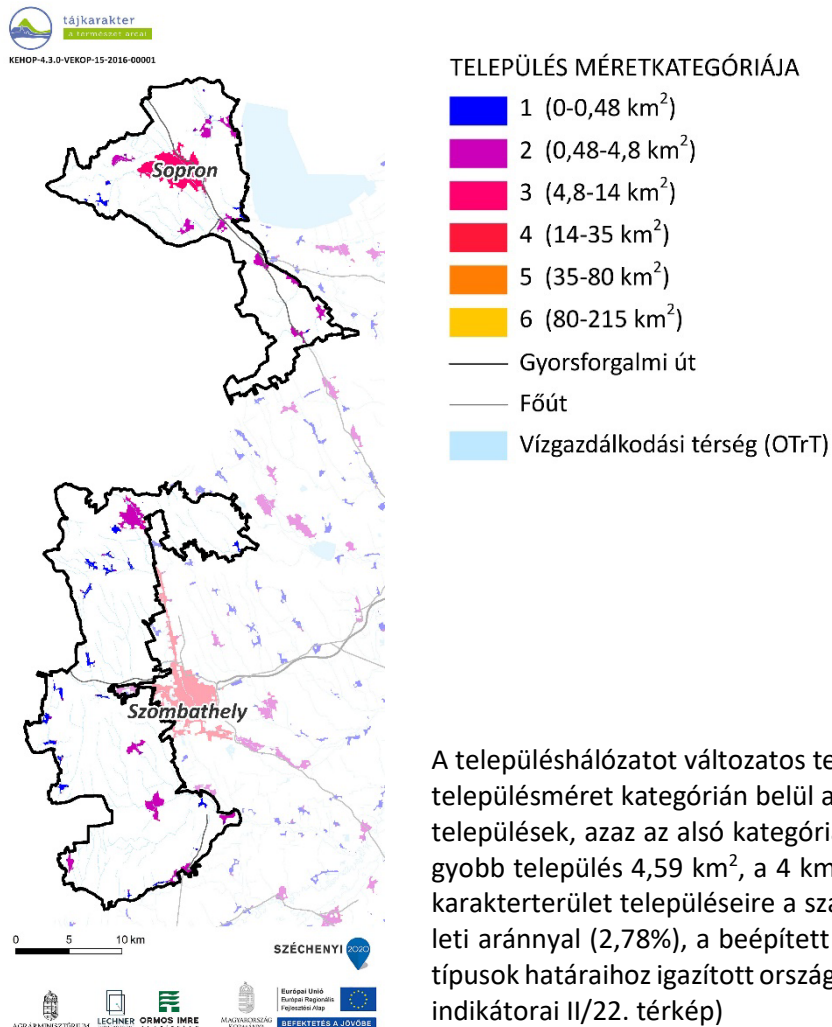 tájkarakter
a természet arcai
KEHOP-4.3.0-VEKOP-15-2016-00001
Sopron
Szombathely
0 5 10 km
SZÉCHENYI 2020
AGRÁRMINISZTÉRIUM
LECHNER
ORMOS IMRE
MAGYARORSZÁG
KORMÁNYA
Európai Unió
Európai Regionális
Fejlesztési Alap
BEFEKTETÉS A JÖVŐBE
TELEPÜLÉS MÉRETKATEGÓRIÁJA
1 (0-0,48 km²)
2 (0,48-4,8 km²)
3 (4,8-14 km²)
4 (14-35 km²)
5 (35-80 km²)
6 (80-215 km²)
Gyorsforgalmi út
Főút
Vízgazdálkodási térség (OTrT)
A településhálózatot változatos te
településméret kategórián belül a
települések, azaz az alsó kategóri
gyobb település 4,59 km², a 4 km
karakterterület településeire a sza
leti aránnyal (2,78%), a beépített
típusok határaihoz igazított ország
indikátorai II/22. térkép)